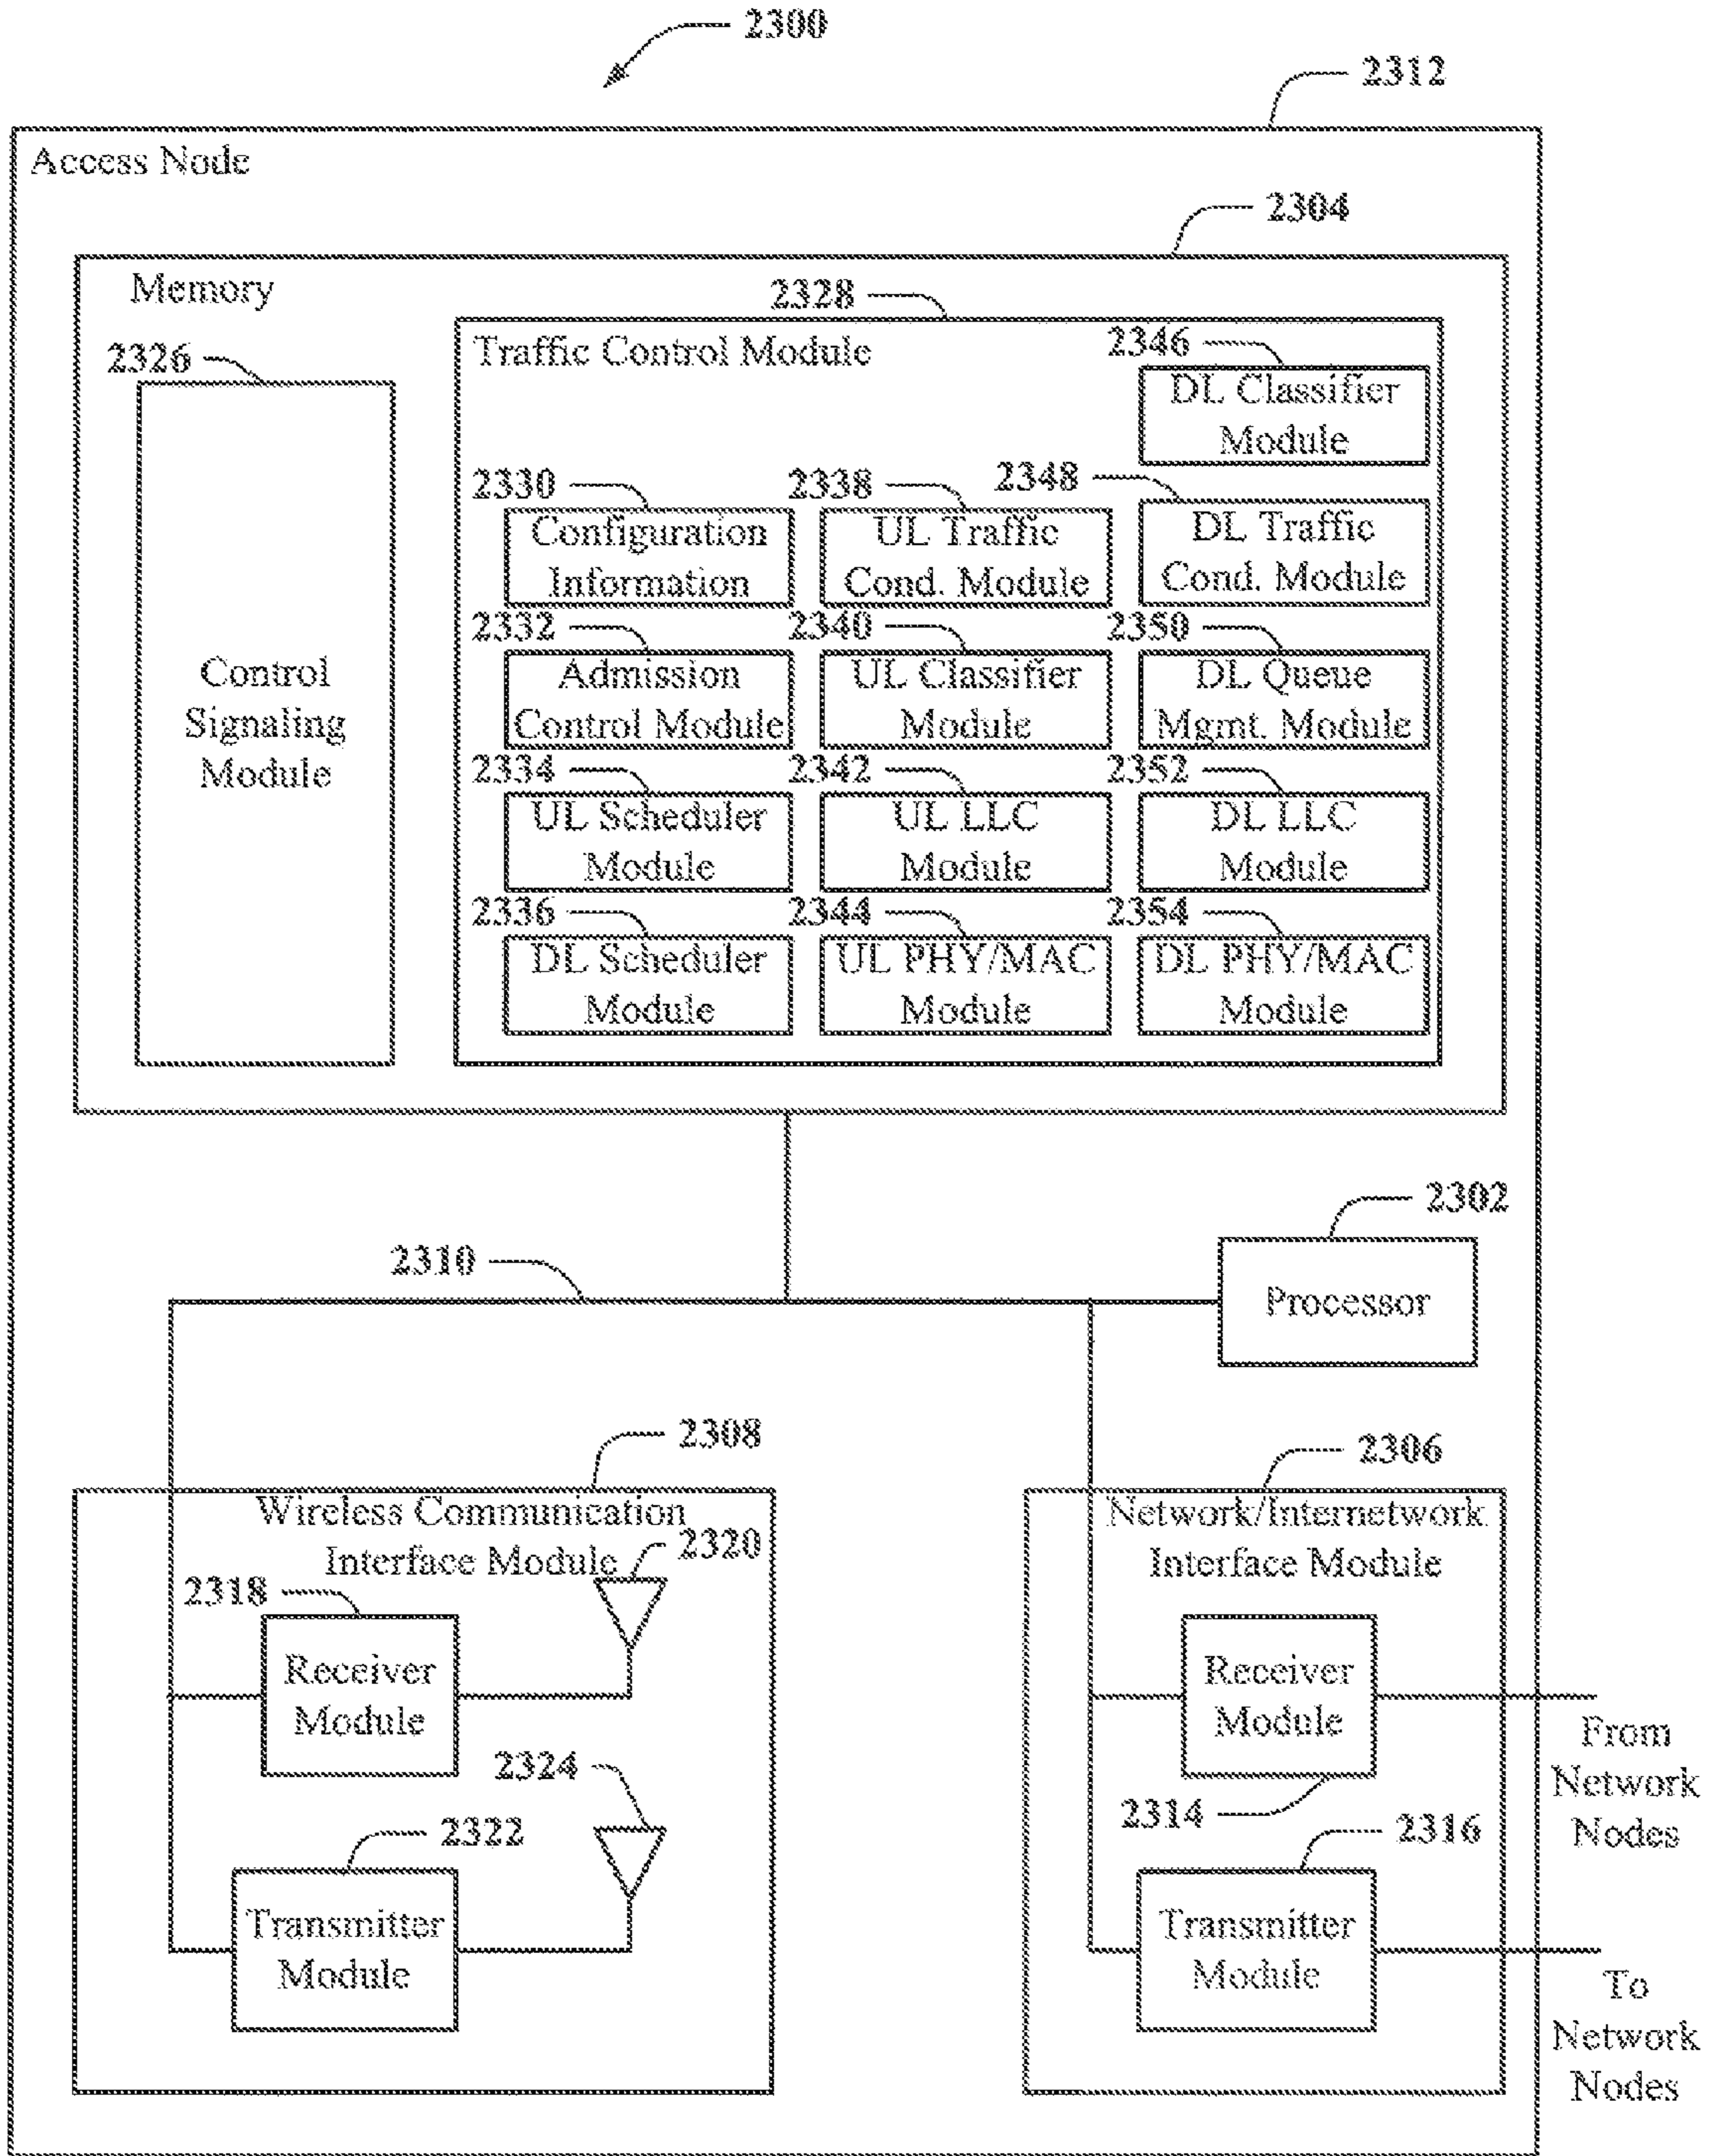 2300
2312
Access Node
2304
Memory
2328
Traffic Control Module
2346
DL Classifier
Module
2326
Control
Signaling
Module
2330
Configuration
Information
2338
UL Traffic
Cond. Module
2348
DL Traffic
Cond. Module
2332
Admission
Control Module
2340
UL Classifier
Module
2350
DL Queue
Mgmt. Module
2334
UL Scheduler
Module
2342
UL LLC
Module
2352
DL LLC
Module
2336
DL Scheduler
Module
2344
UL PHY/MAC
Module
2354
DL PHY/MAC
Module
2302
Processor
2310
2308
Wireless Communication
Interface Module
2320
2318
Receiver
Module
2324
2322
Transmitter
Module
2306
Network/Internetwork
Interface Module
Receiver
Module
2314
From
Network
Nodes
2316
Transmitter
Module
To
Network
Nodes